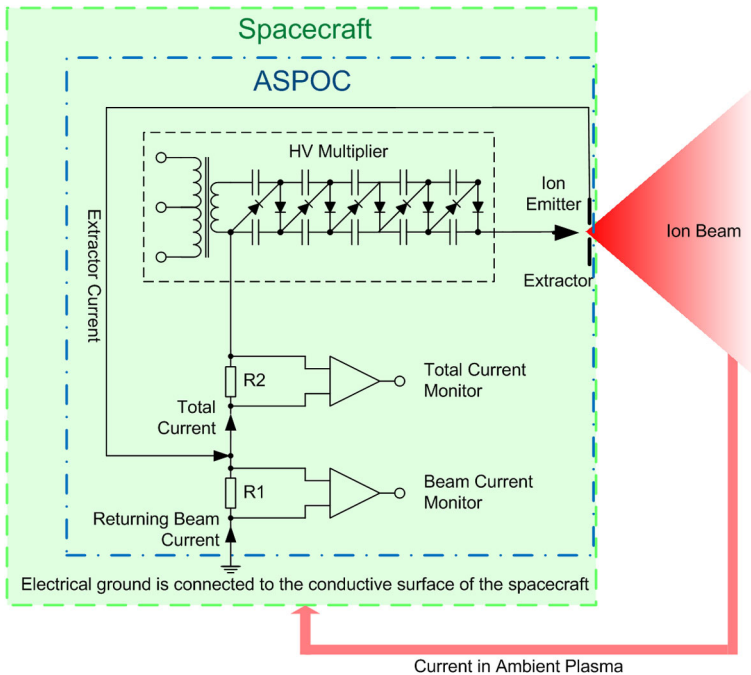 Spacecraft
ASPOC
HV Multiplier
Ion
Emitter
Ion Beam
Extractor
Extractor Current
R2
Total Current
Monitor
Total
Current
R1
Beam Current
Monitor
Returning Beam
Current
Electrical ground is connected to the conductive surface of the spacecraft
Current in Ambient Plasma